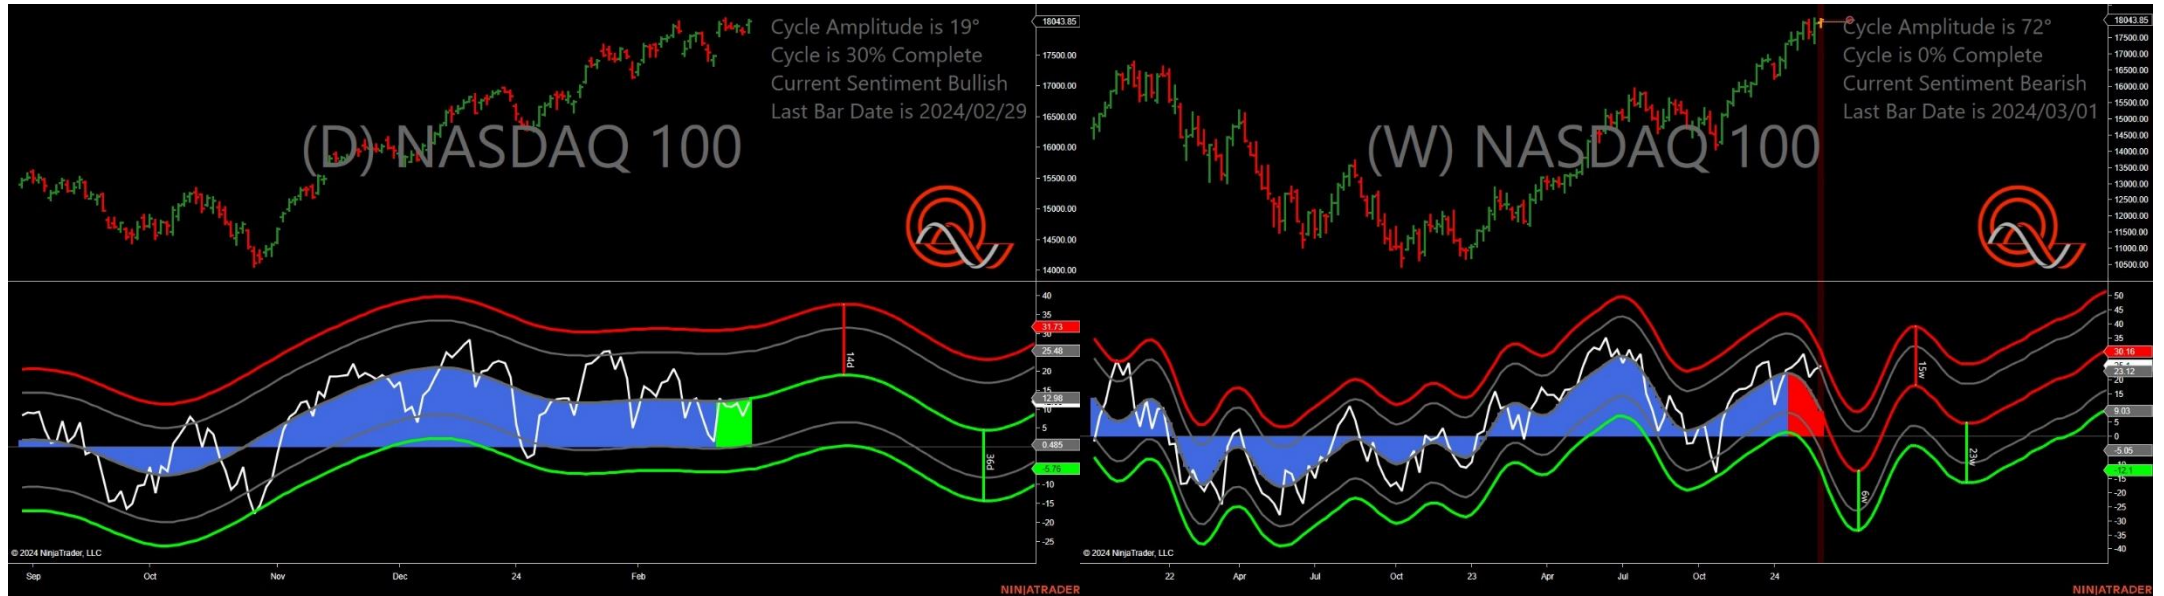 Cycle Amplitude is 19°
Cycle is 30% Complete
Current Sentiment Bullish
Last Bar Date is 2024/02/29
(D) NASDAQ 100
18043.85
17500.00
17000.00
16500.00
16000.00
15500.00
15000.00
14500.00
14000.00
40
35
31.73
30
25.48
20
15
12.98
10
5
0.485
-5.76
-10
-15
-20
-25
14d
36d
© 2024 NinjaTrader, LLC
Sep
Oct
Nov
Dec
24
Feb
NINJATRADER
Cycle Amplitude is 72°
Cycle is 0% Complete
Current Sentiment Bearish
Last Bar Date is 2024/03/01
(W) NASDAQ 100
18043.85
17500.00
17000.00
16500.00
16000.00
15500.00
15000.00
14500.00
14000.00
13000.00
12500.00
12000.00
11500.00
11000.00
10500.00
50
45
40
35
30.16
23.12
20
15
9.03
5
0
-5.05
-12.1
-15
-20
-25
-30
-35
-40
15w
23w
6w
© 2024 NinjaTrader, LLC
22
Apr
Jul
Oct
23
Apr
Jul
Oct
24
NINJATRADER